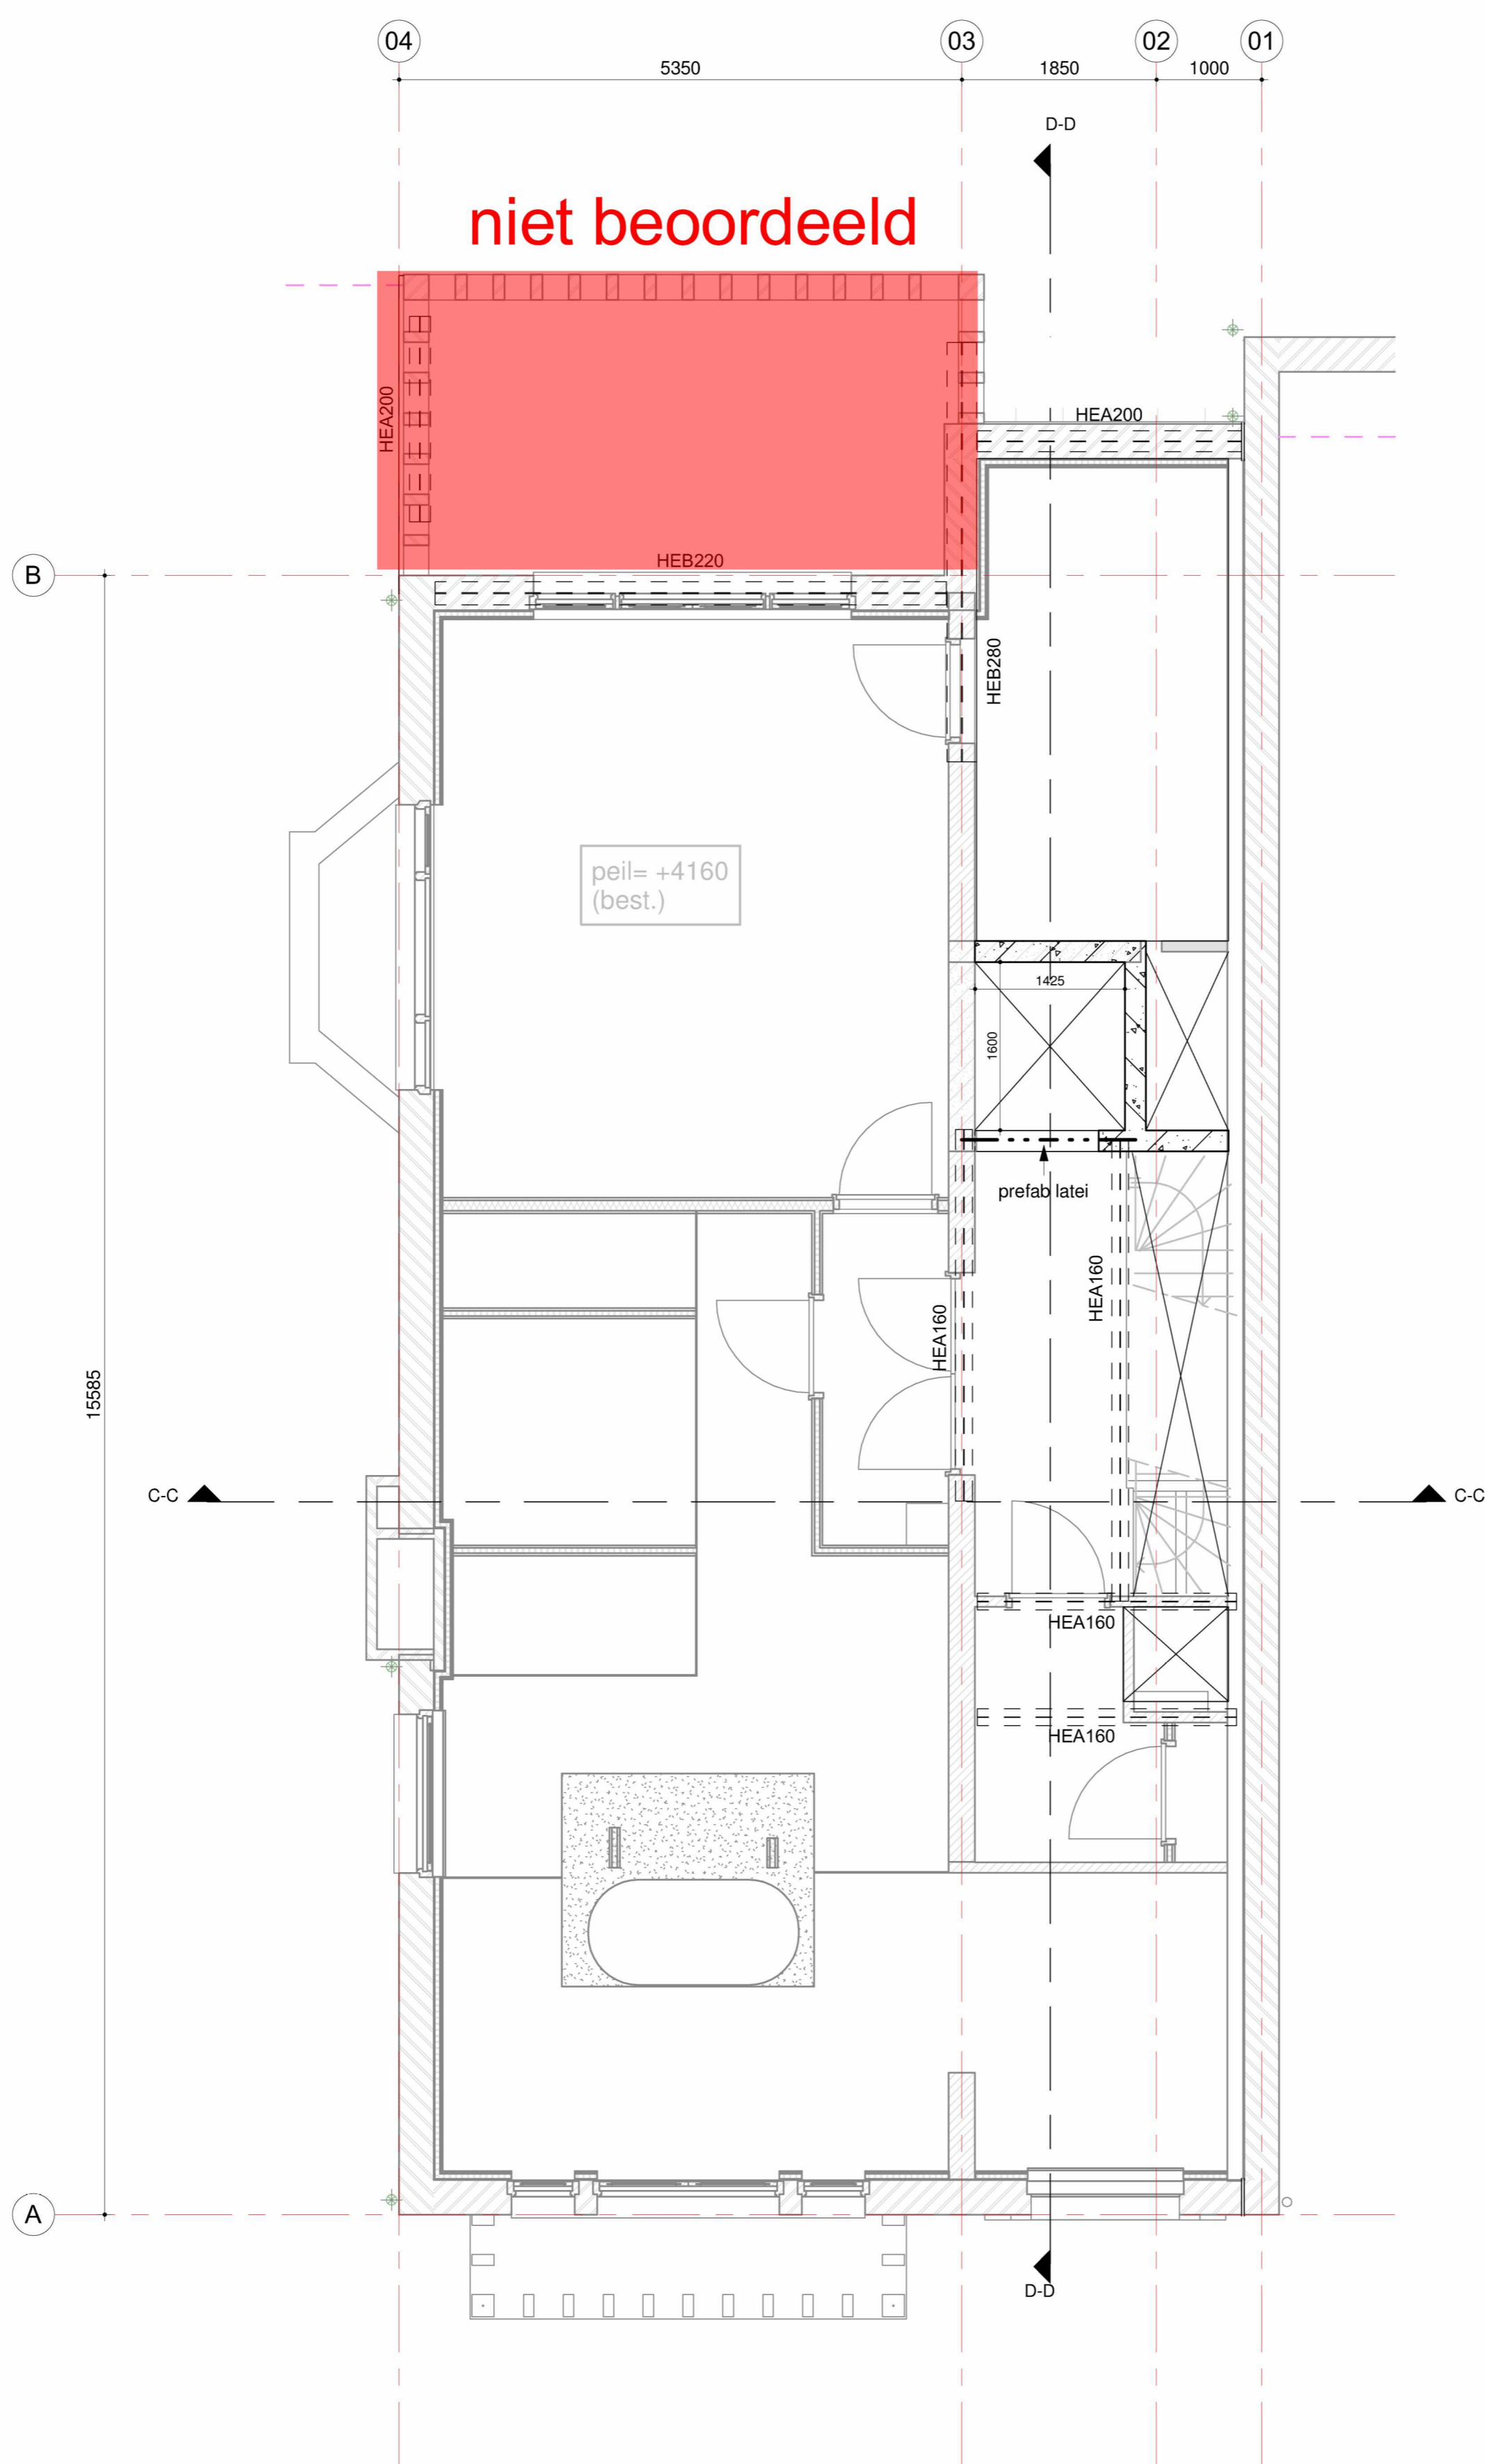 04
03
02
01
5350
1850
1000
D-D
niet beoordeeld
HEA200
HEA200
HEB220
B
HEB280
peil= +4160
(best.)
1425
1600
prefab latei
HEA160
HEA160
15585
C-C
C-C
HEA160
HEA160
A
D-D